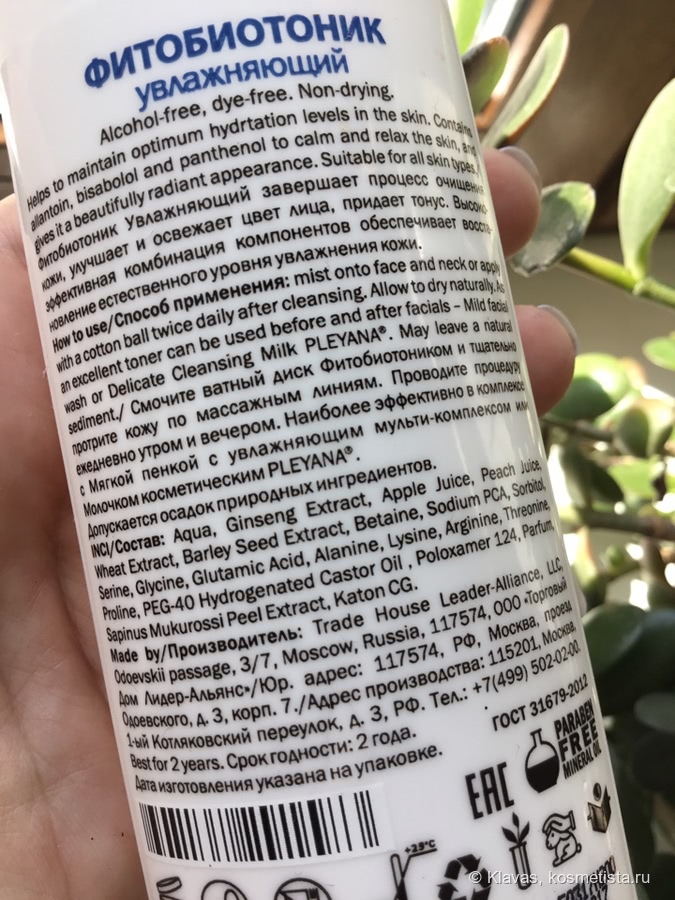 ФИТОБИОТОНИК
увлажняющий
Alcohol-free, dye-free. Non-drying.
Helps to maintain optimum hydrtation levels in the skin. Contains
allantoin, bisabolol and panthenol to calm and relax the skin, and
gives it a beautifully radiant appearance. Suitable for all skin types./
Фитобиотоник Увлажняющий завершает процесс очищения
кожи, улучшает и освежает цвет лица, придает тонус. Высоко-
эффективная комбинация компонентов обеспечивает восста-
новление естественного уровня увлажнения кожи.
How to use/Способ применения: mist onto face and neck or apply
with a cotton ball twice daily after cleansing. Allow to dry naturally. As
an excellent toner can be used before and after facials – Mild facial
wash or Delicate Cleansing Milk PLEYANA®. May leave a natural
sediment./ Смочите ватный диск Фитобиотоником и тщательно
протрите кожу по массажным линиям. Проводите процедуру
ежедневно утром и вечером. Наиболее эффективно в комплексе
с Мягкой пенкой с увлажняющим мульти-комплексом или
Молочком косметическим PLEYANA®.
Допускается осадок природных ингредиентов.
INCI/Состав: Aqua, Ginseng Extract, Apple Juice, Peach Juice,
Wheat Extract, Barley Seed Extract, Betaine, Sodium PCA, Sorbitol,
Serine, Glycine, Glutamic Acid, Alanine, Lysine, Arginine, Threonine,
Proline, PEG-40 Hydrogenated Castor Oil , Poloxamer 124, Parfum,
Sapinus Mukurossi Peel Extract, Katon CG.
Made by/Производитель: Trade House Leader-Alliance, LLC,
Odoevskii passage, 3/7, Moscow, Russia, 117574, ООО «Торговый
Дом Лидер-Альянс»/Юр. адрес: 117574, РФ, Москва, проезд
Одоевского, д. 3, корп. 7./Адрес производства: 115201, Москва,
1-ый Котляковский переулок, д. 3, РФ. Тел.: +7(499) 502-02-00.
Best for 2 years. Срок годности: 2 года.
Дата изготовления указана на упаковке.
ГОСТ 31679-2012
PARABEN
FREE
MINERAL OIL
EAC
+25°C
© Klavas, kosmetista.ru